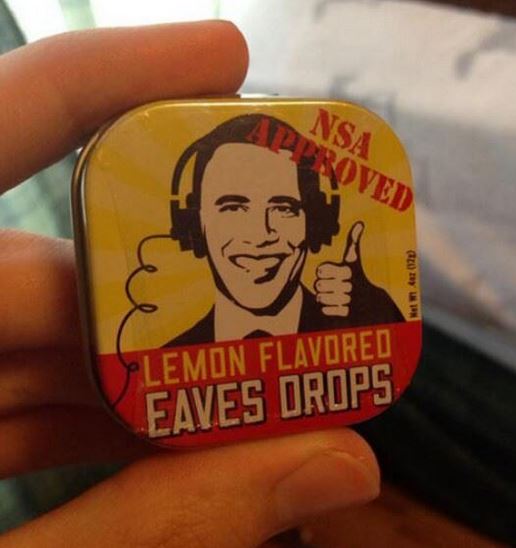 NSA
APPROVED
Net Wt .4oz (12g)
LEMON FLAVORED
EAVES DROPS